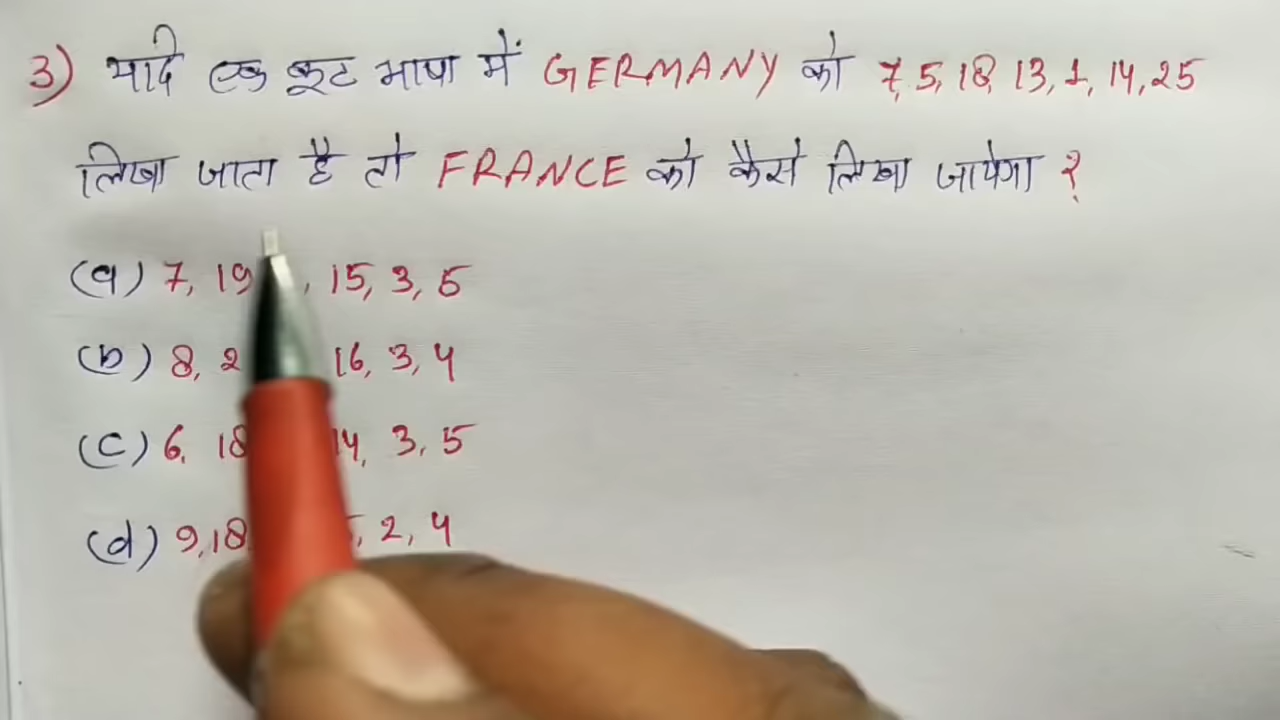 3) यदि एक कूट भाषा में GERMANY को 7, 5, 18, 13, 1, 14, 25
लिखा जाता है तो FRANCE को कैसे लिखा जायेगा ?
(a) 7, 19 , 15, 3, 5
(b) 8, 2 16, 3, 4
(c) 6, 18 14, 3, 5
(d) 9, 18, , 2, 4